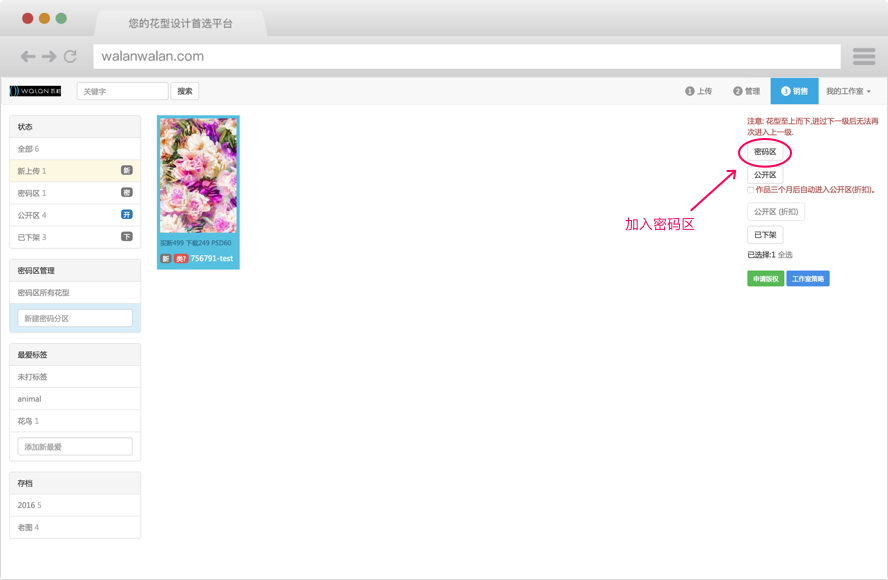 您的花型设计首选平台
walanwalan.com
WALAN 瓦栏
关键字
搜索
1 上传
2 管理
3 销售
我的工作室
状态
全部 6
新上传 1 新
密码区 1 密
公开区 4 开
已下架 3 下
密码区管理
密码区所有花型
新建密码分区
最爱标签
未打标签
animal
花鸟 1
添加新最爱
存档
2016 5
老图 4
买断499 下载249 PSD60
新 类? 756791-test
注意: 花型至上而下,进过下一级后无法再
次进入上一级.
密码区
公开区
作品三个月后自动进入公开区(折扣)。
公开区 (折扣)
已下架
已选择:1 全选
申请版权 工作室策略
加入密码区